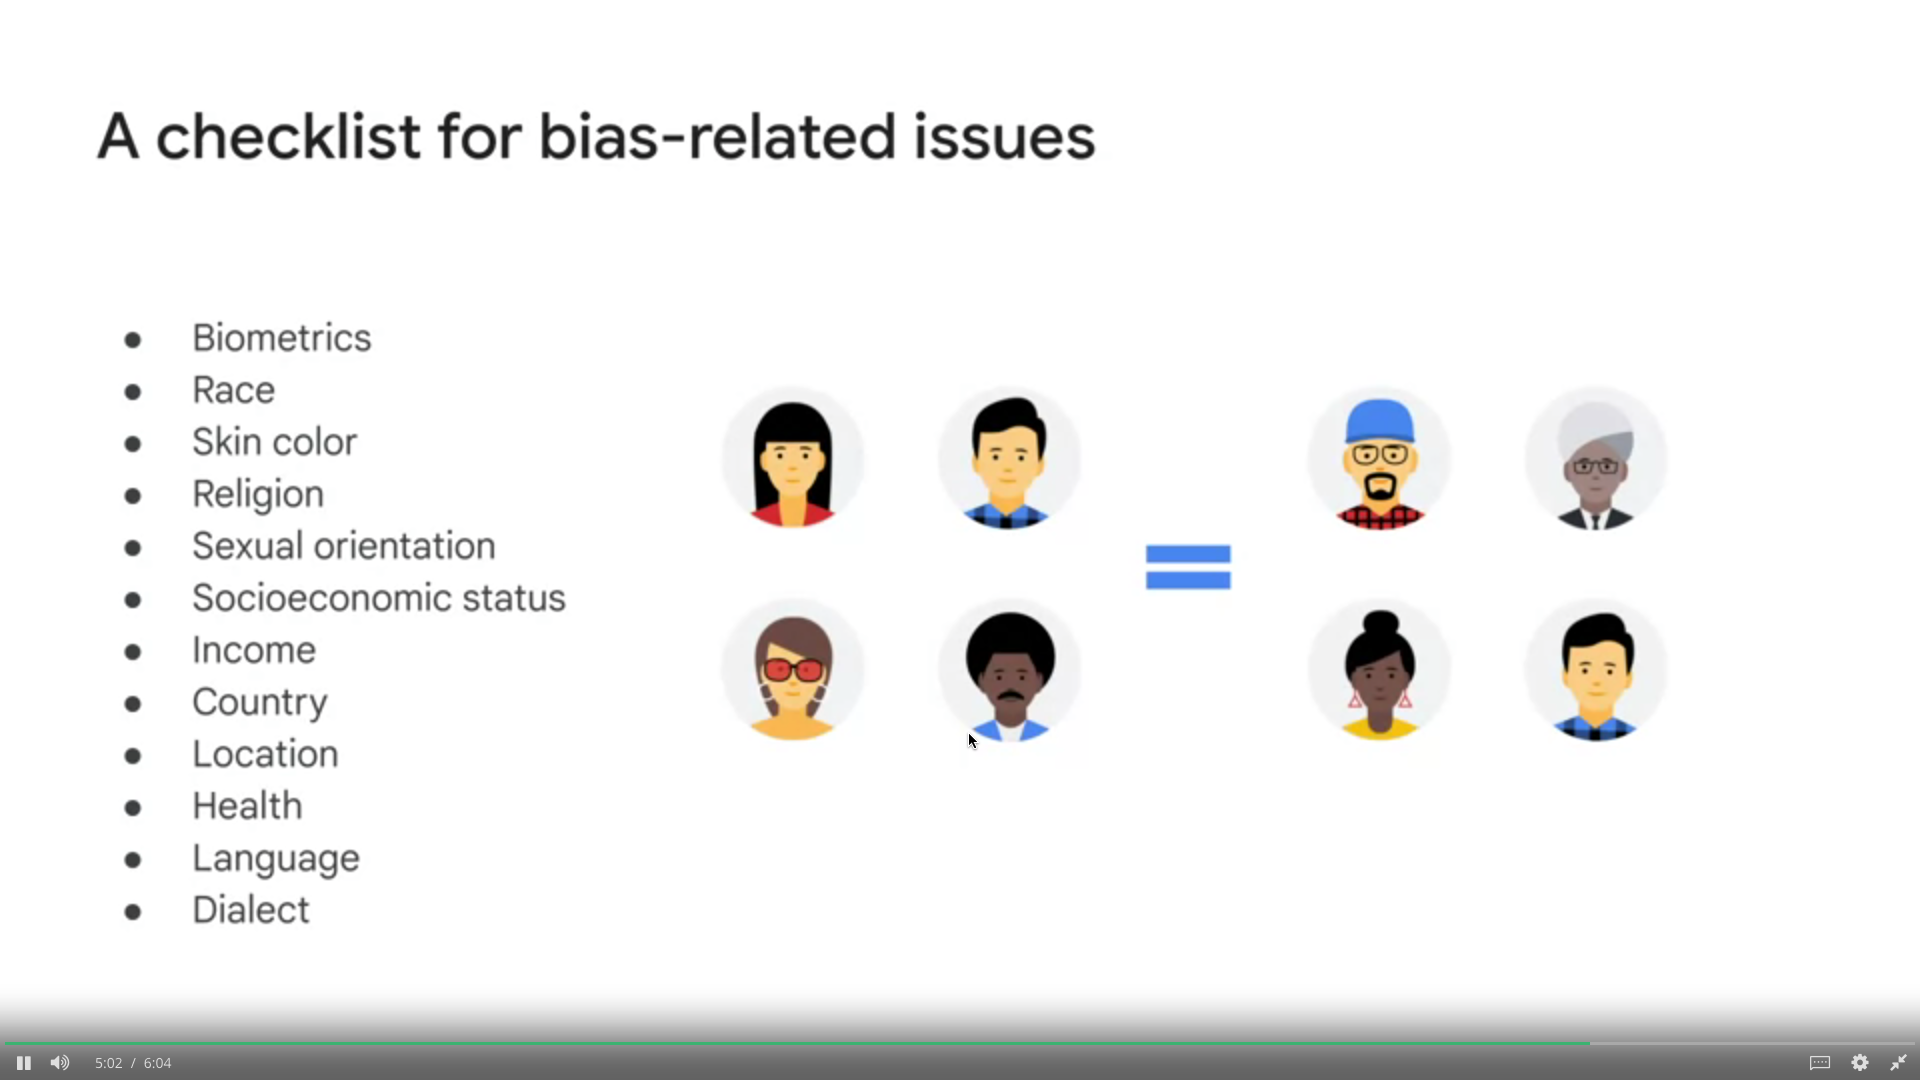 A checklist for bias-related issues
● Biometrics
● Race
● Skin color
● Religion
● Sexual orientation
● Socioeconomic status
● Income
● Country
● Location
● Health
● Language
● Dialect
5:02 / 6:04